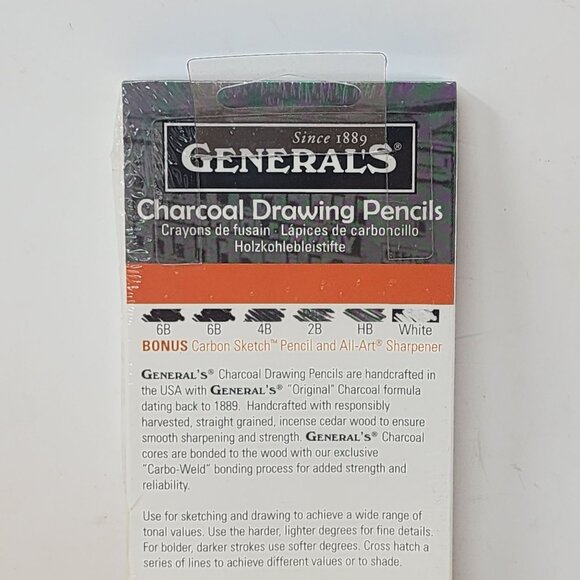 Since 1889
GENERAL'S®
Charcoal Drawing Pencils
Crayons de fusain · Lápices de carboncillo
Holzkohlebleistifte
6B 6B 4B 2B HB White
BONUS Carbon Sketch™ Pencil and All-Art® Sharpener
GENERAL'S® Charcoal Drawing Pencils are handcrafted in
the USA with GENERAL'S® "Original" Charcoal formula
dating back to 1889. Handcrafted with responsibly
harvested, straight grained, incense cedar wood to ensure
smooth sharpening and strength. GENERAL'S® Charcoal
cores are bonded to the wood with our exclusive
"Carbo-Weld" bonding process for added strength and
reliability.
Use for sketching and drawing to achieve a wide range of
tonal values. Use the harder, lighter degrees for fine details.
For bolder, darker strokes use softer degrees. Cross hatch a
series of lines to achieve different values or to shade.